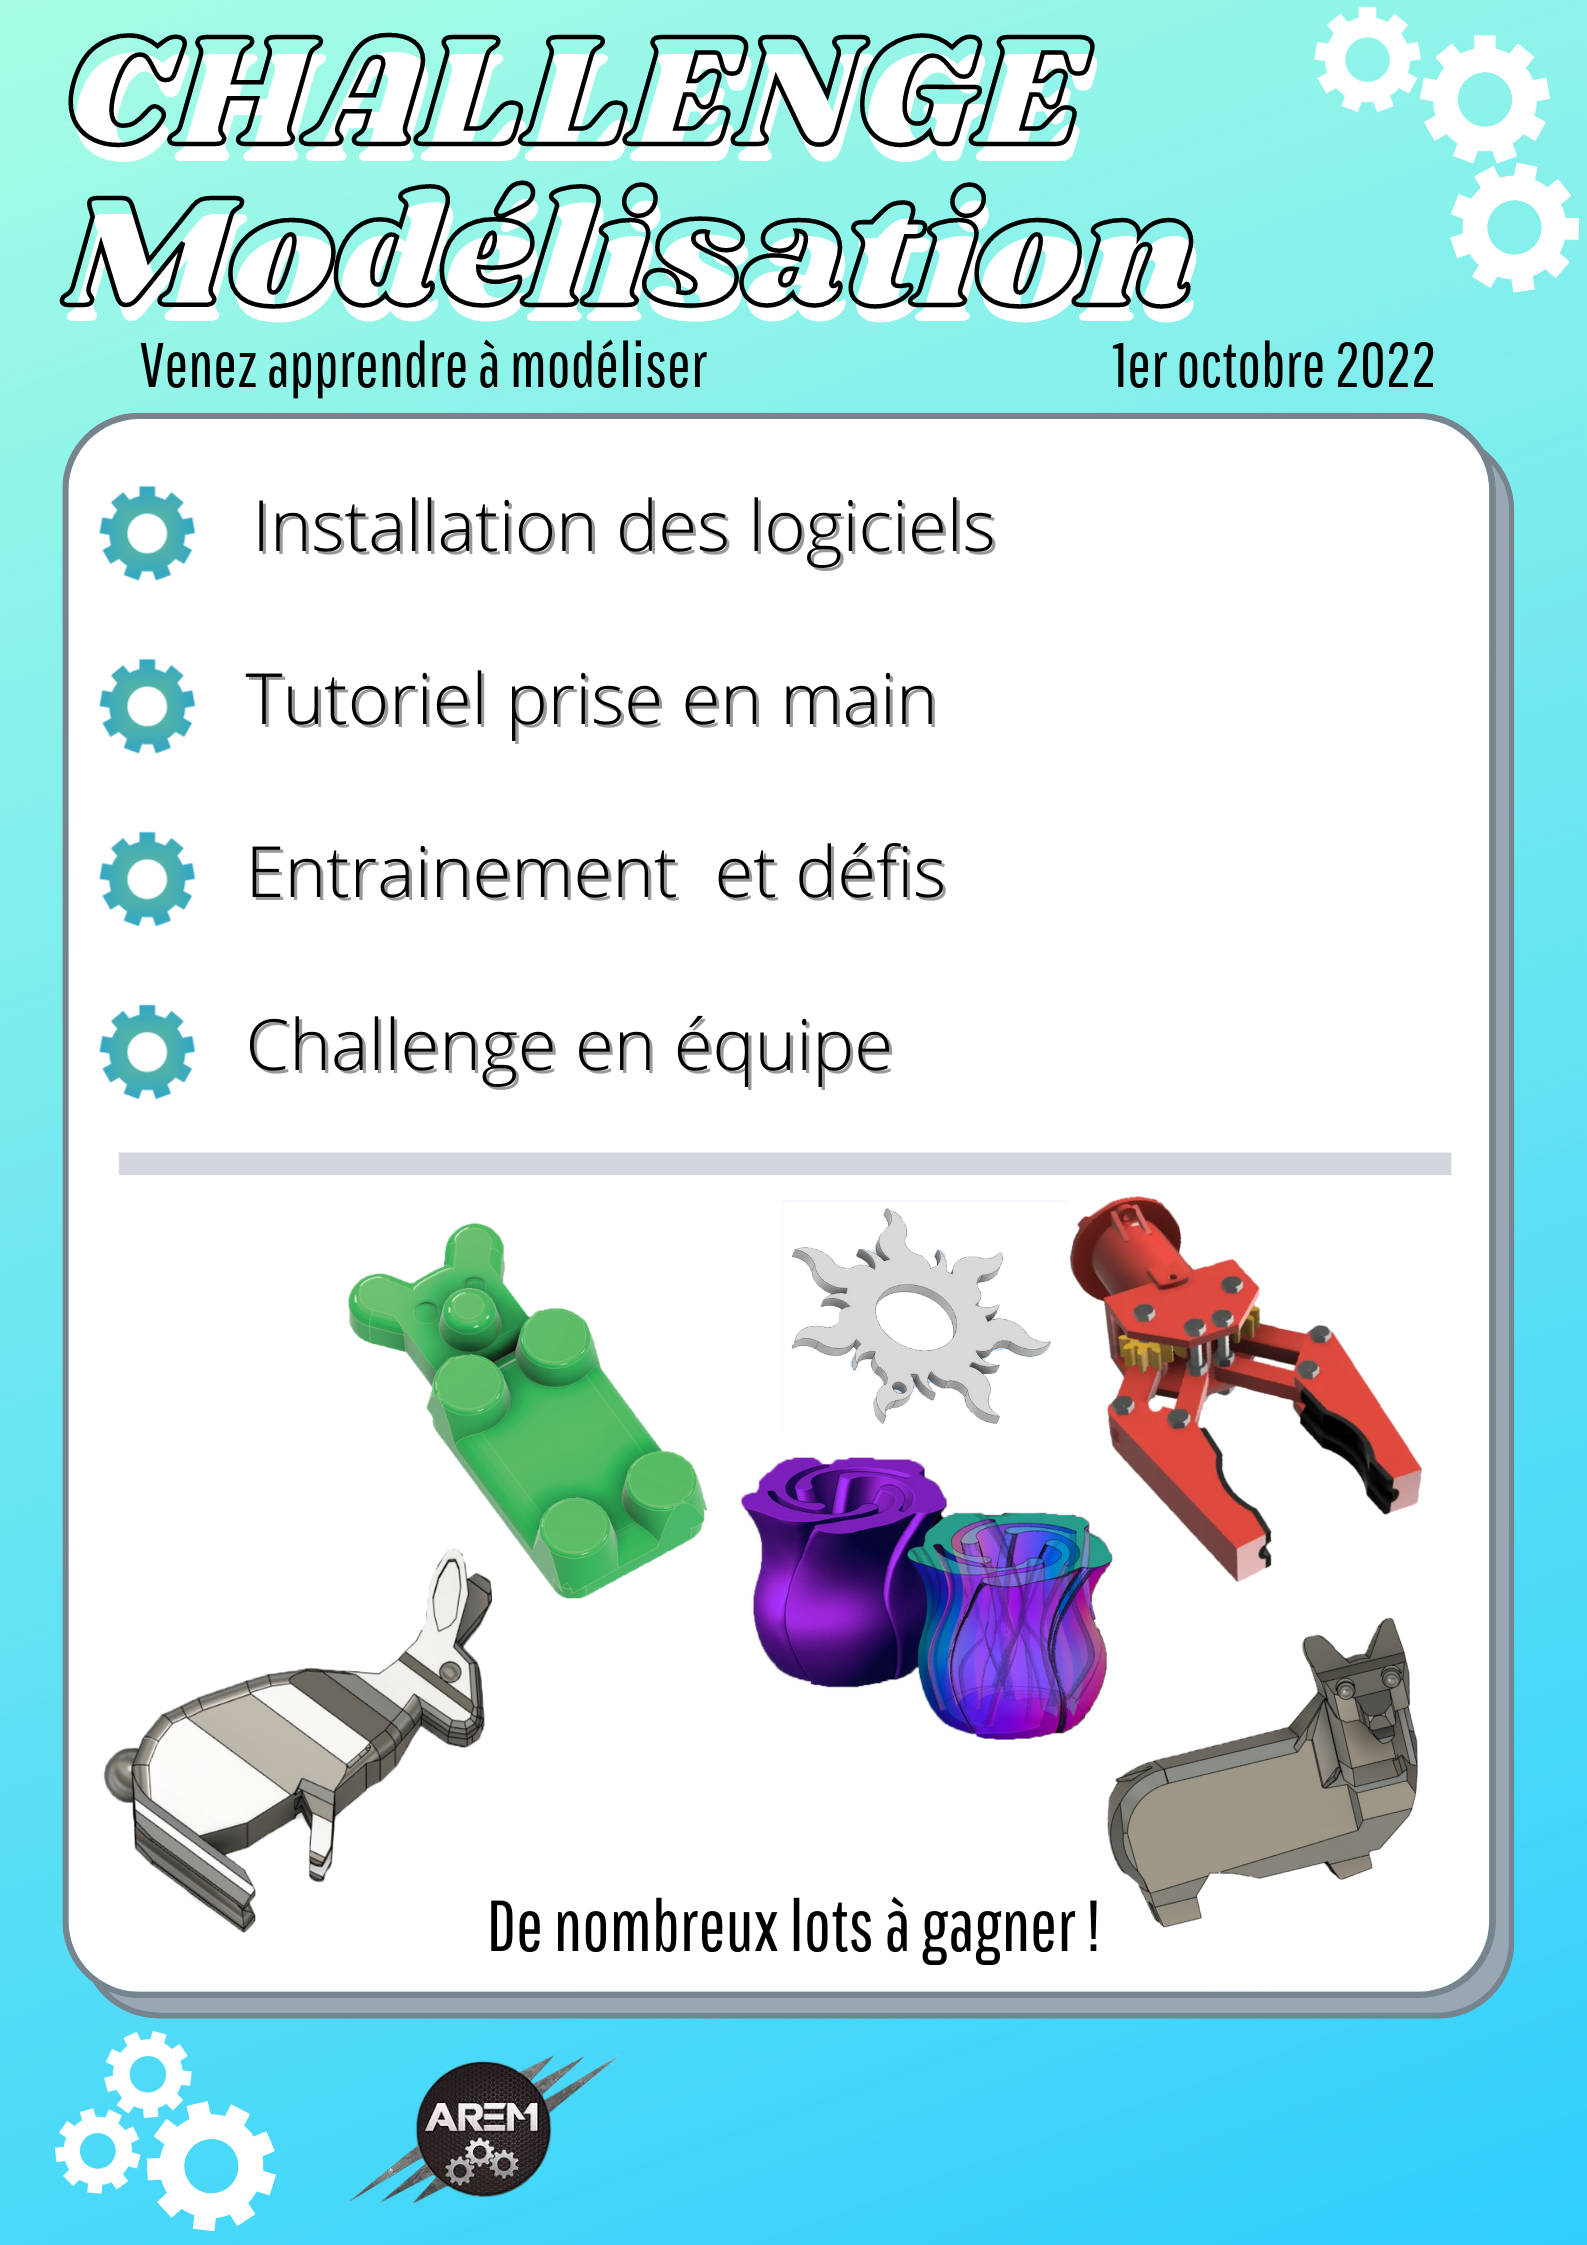 CHALLENGE
Modélisation
Venez apprendre à modéliser
1er octobre 2022
Installation des logiciels
Tutoriel prise en main
Entrainement et défis
Challenge en équipe
De nombreux lots à gagner !
AREM